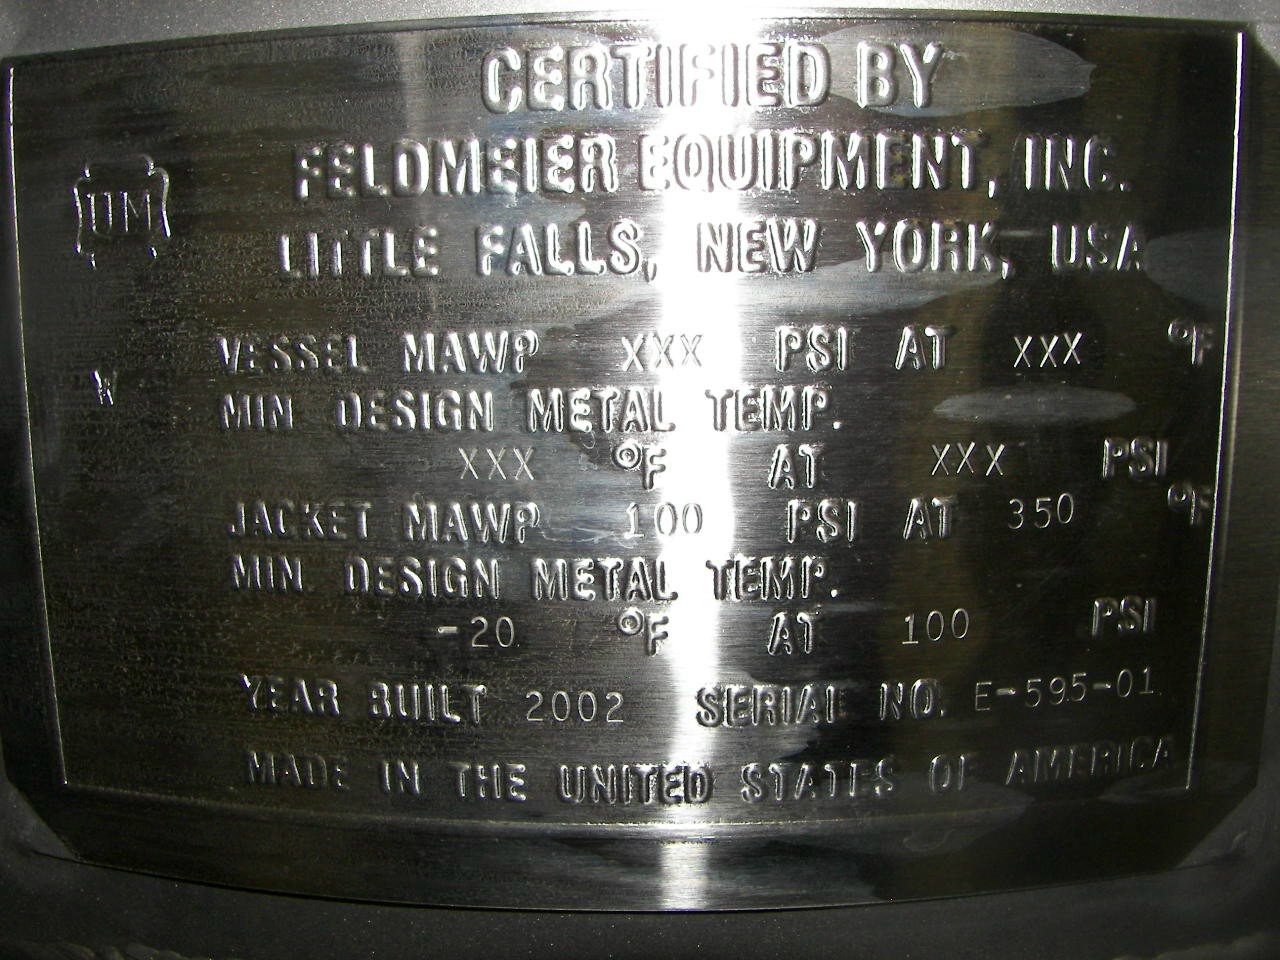 CERTIFIED BY
FELDMEIER EQUIPMENT, INC.
UM
LITTLE FALLS, NEW YORK, USA
VESSEL MAWP XXX PSI AT XXX °F
W
MIN. DESIGN METAL TEMP.
XXX °F AT XXX PSI
JACKET MAWP 100 PSI AT 350 °F
MIN. DESIGN METAL TEMP.
-20 °F AT 100 PSI
YEAR BUILT 2002 SERIAL NO. E-595-01
MADE IN THE UNITED STATES OF AMERICA